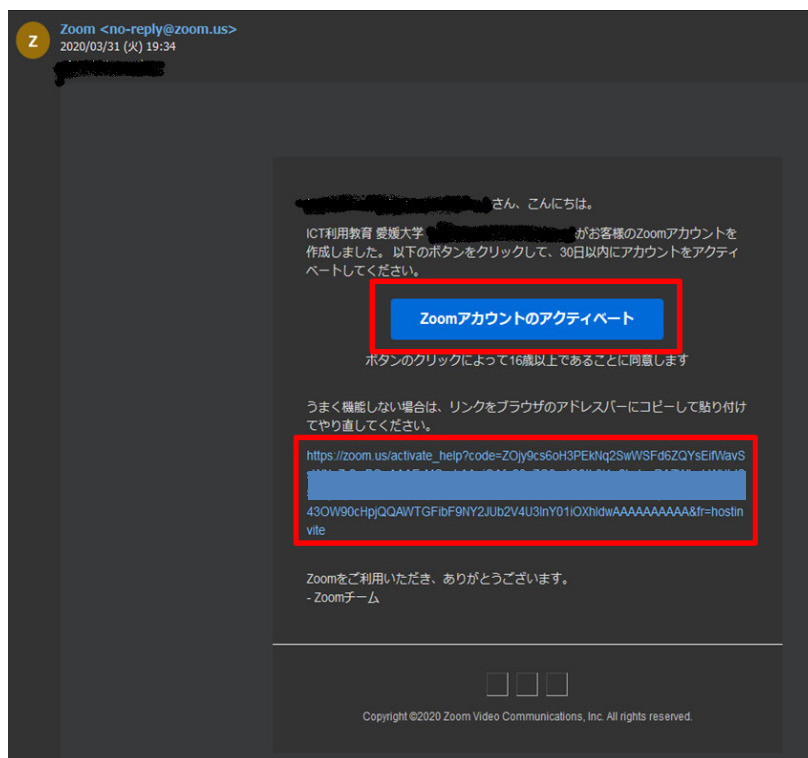 Z
Zoom <no-reply@zoom.us>
2020/03/31 (火) 19:34
さん、こんにちは。
ICT利用教育 愛媛大学 がお客様のZoomアカウントを
作成しました。 以下のボタンをクリックして、30日以内にアカウントをアクティ
ベートしてください。
Zoomアカウントのアクティベート
ボタンのクリックによって16歳以上であることに同意します
うまく機能しない場合は、リンクをブラウザのアドレスバーにコピーして貼り付け
てやり直してください。
https://zoom.us/activate_help?code=ZOjy9cs6oH3PEkNq2SwWSFd6ZQYsEifWavS
43OW90cHpjQQAWTGFibF9NY2JUb2V4U3lnY01iOXhldwAAAAAAAAAA&fr=hostin
vite
Zoomをご利用いただき、ありがとうございます。
- Zoomチーム
Copyright ©2020 Zoom Video Communications, Inc. All rights reserved.